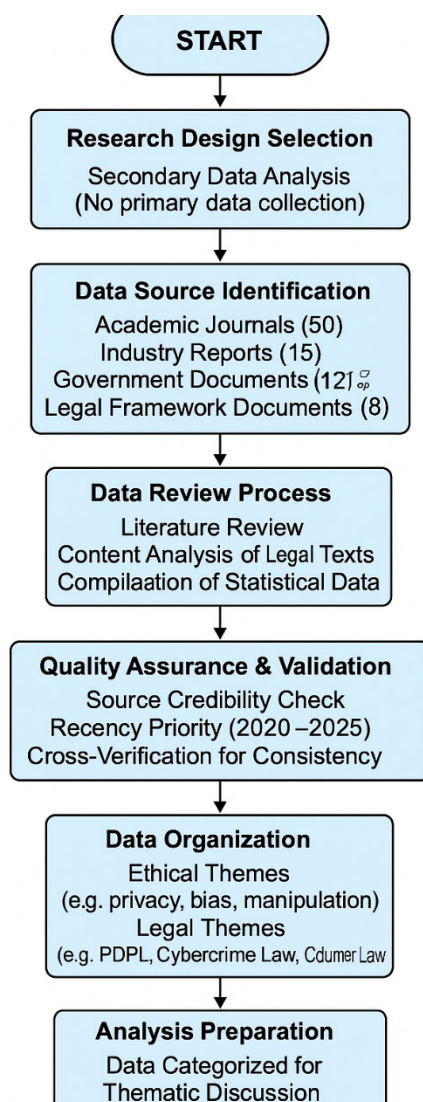 START
Research Design Selection
Secondary Data Analysis
(No primary data collection)
Data Source Identification
Academic Journals (50)
Industry Reports (15)
Government Documents
Legal Framework Documents (8)
Data Review Process
Literature Review
Content Analysis of Legal Texts
Compilaation of Statistical Data
Quality Assurance & Validation
Source Credibility Check
Recency Priority (2020–2025)
Cross-Verification for Consistency
Data Organization
Ethical Themes
(e.g. privacy, bias, manipulation)
Legal Themes
(e.g. PDPL, Cybercrime Law, Cdumer Law
Analysis Preparation
Data Categorized for
Thematic Discussion